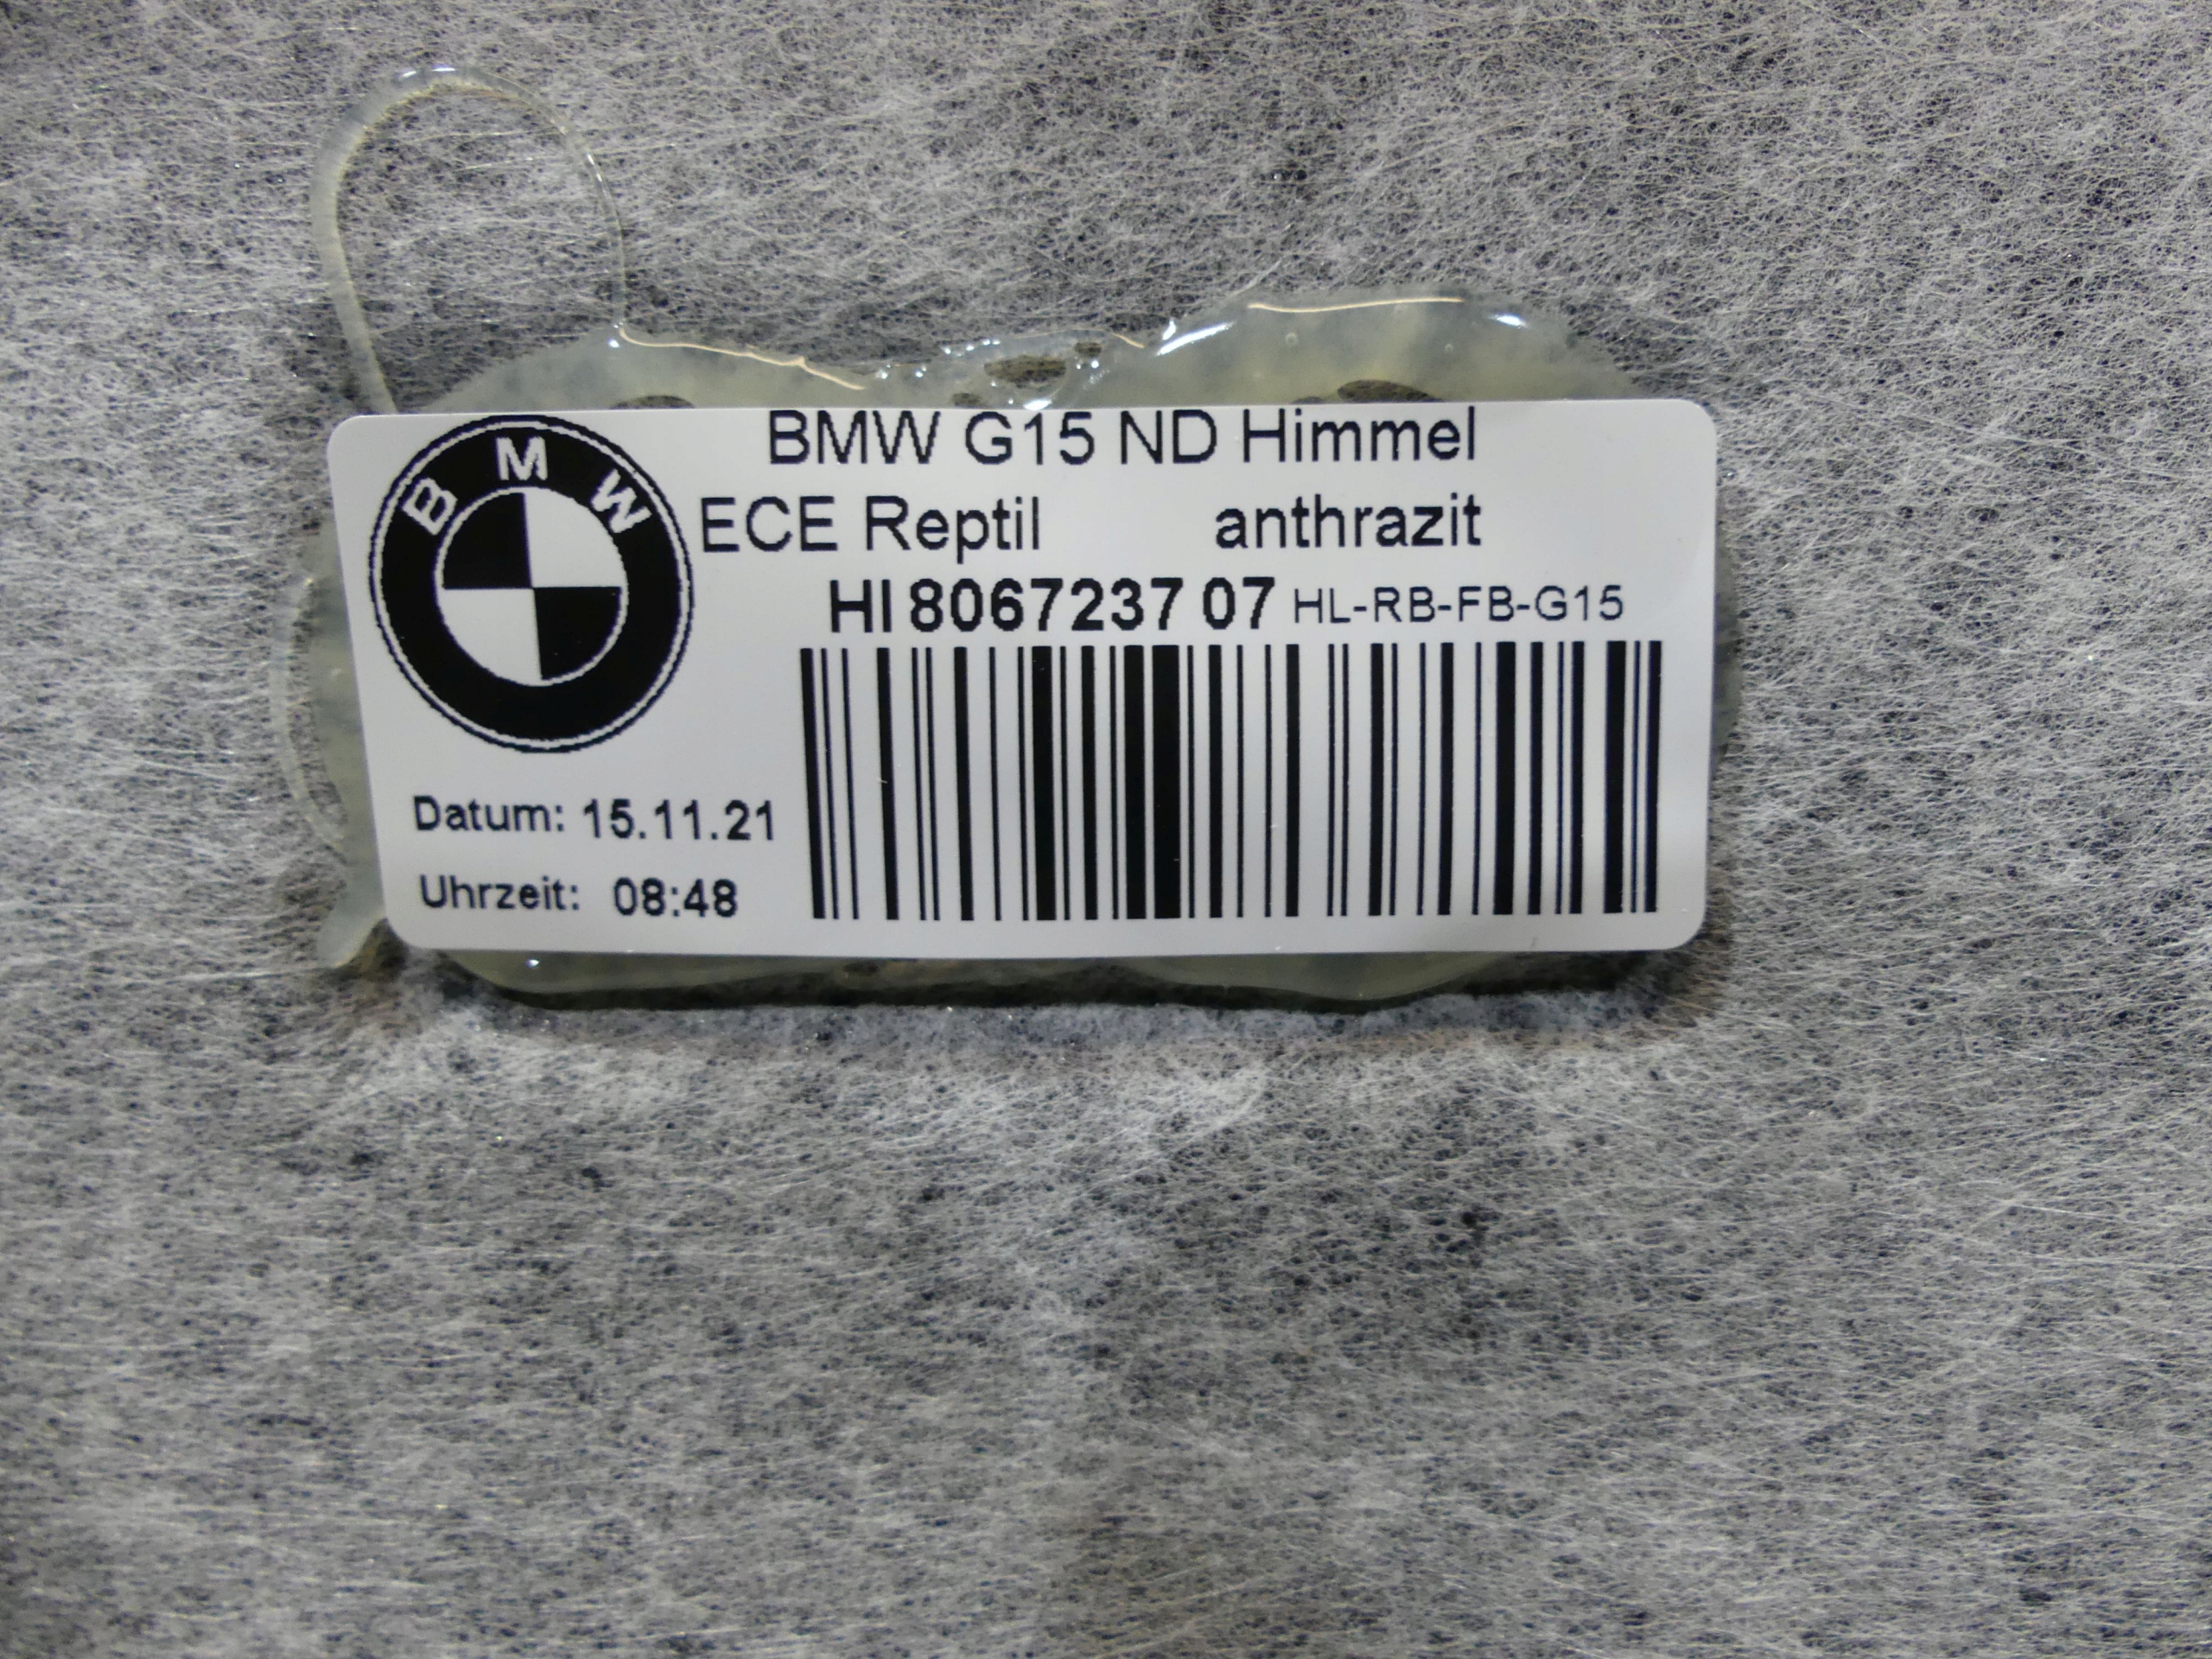 BMW
BMW G15 ND Himmel
ECE Reptil anthrazit
HI 8067237 07 HL-RB-FB-G15
Datum: 15.11.21
Uhrzeit: 08:48